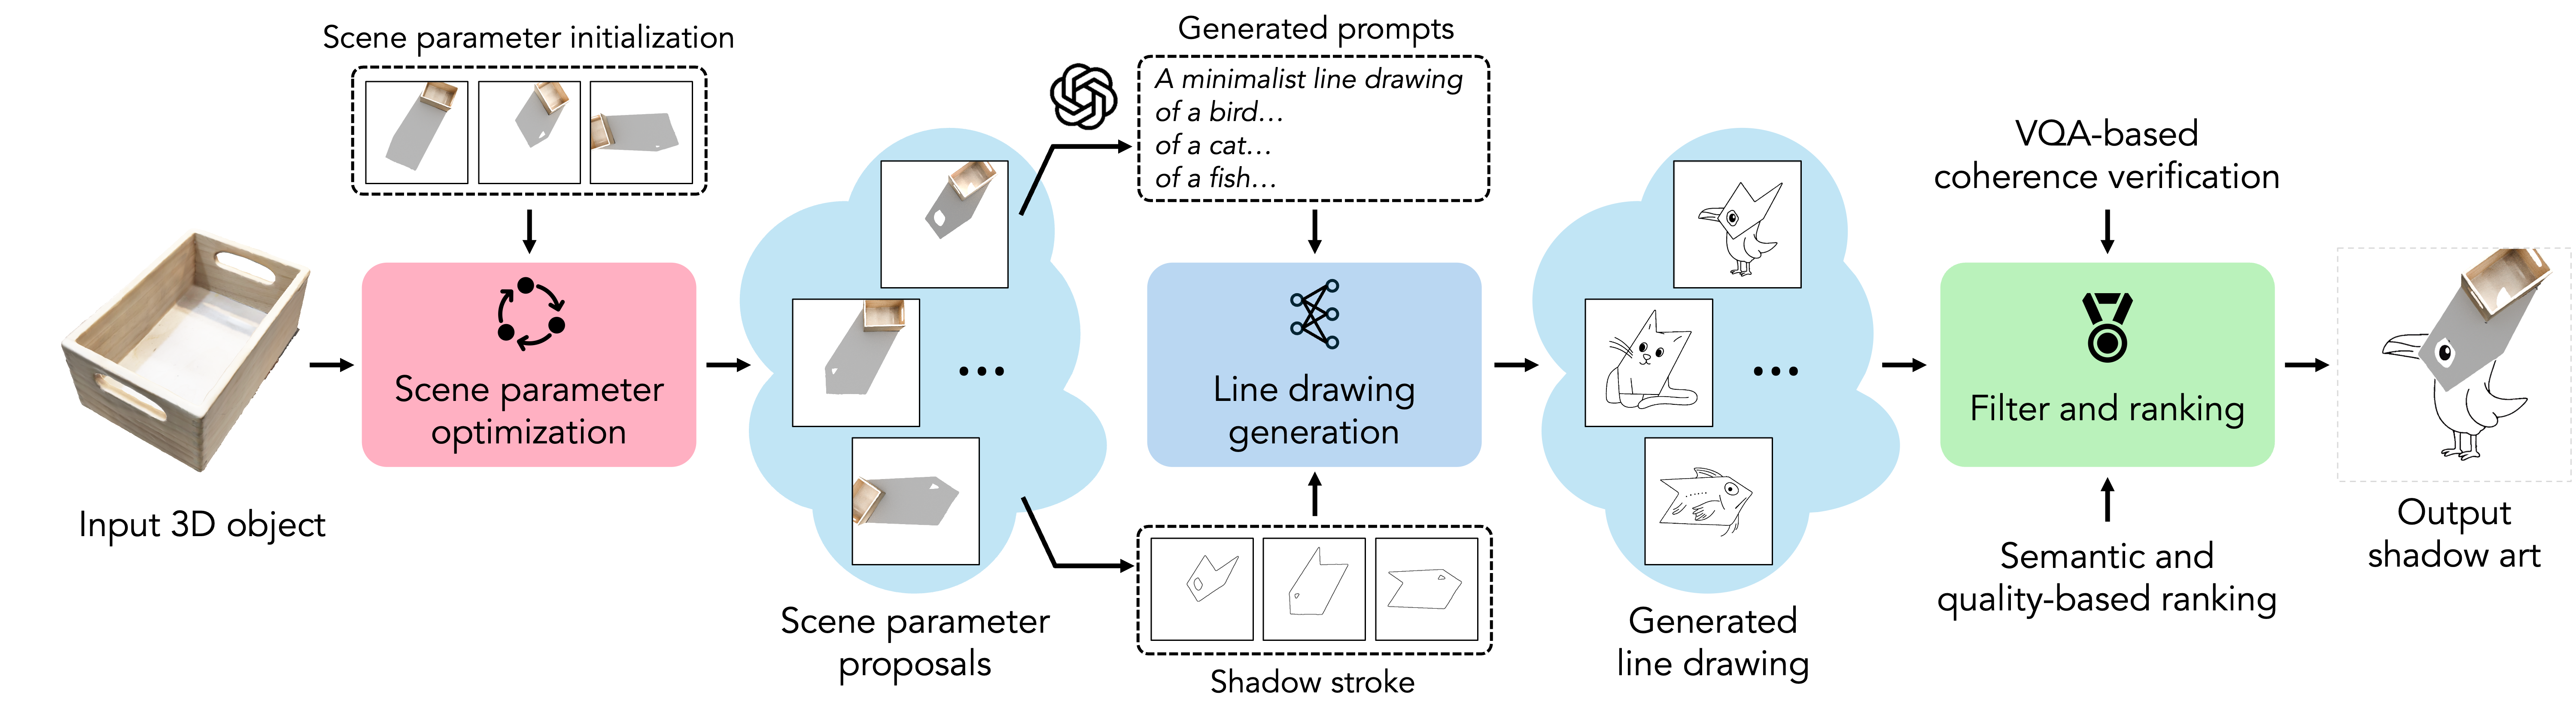 Scene parameter initialization
Input 3D object
Scene parameter
optimization
Scene parameter
proposals
Generated prompts
A minimalist line drawing
of a bird...
of a cat...
of a fish...
Line drawing
generation
Shadow stroke
Generated
line drawing
VQA-based
coherence verification
Filter and ranking
Semantic and
quality-based ranking
Output
shadow art